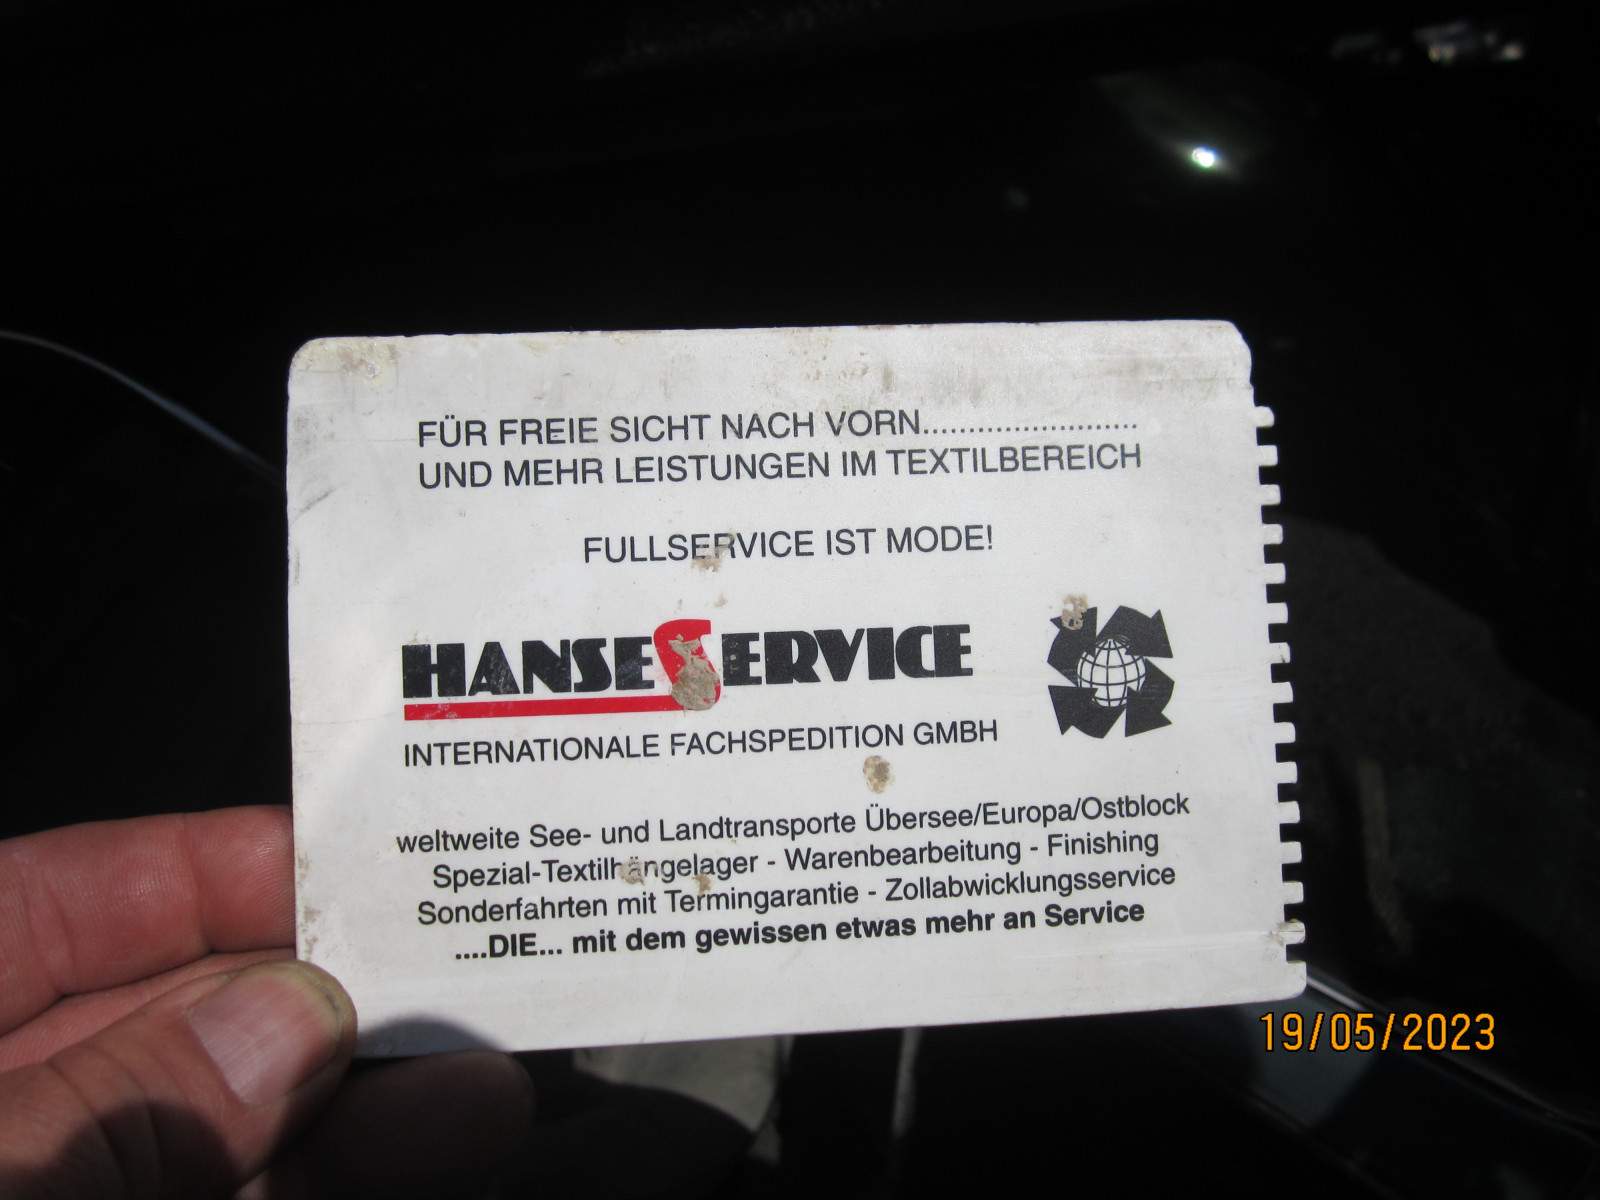 FÜR FREIE SICHT NACH VORN........................
UND MEHR LEISTUNGEN IM TEXTILBEREICH
FULLSERVICE IST MODE!
HANSESERVICE
INTERNATIONALE FACHSPEDITION GMBH
weltweite See- und Landtransporte Übersee/Europa/Ostblock
Spezial-Textilhängelager - Warenbearbeitung - Finishing
Sonderfahrten mit Termingarantie - Zollabwicklungsservice
....DIE... mit dem gewissen etwas mehr an Service
19/05/2023